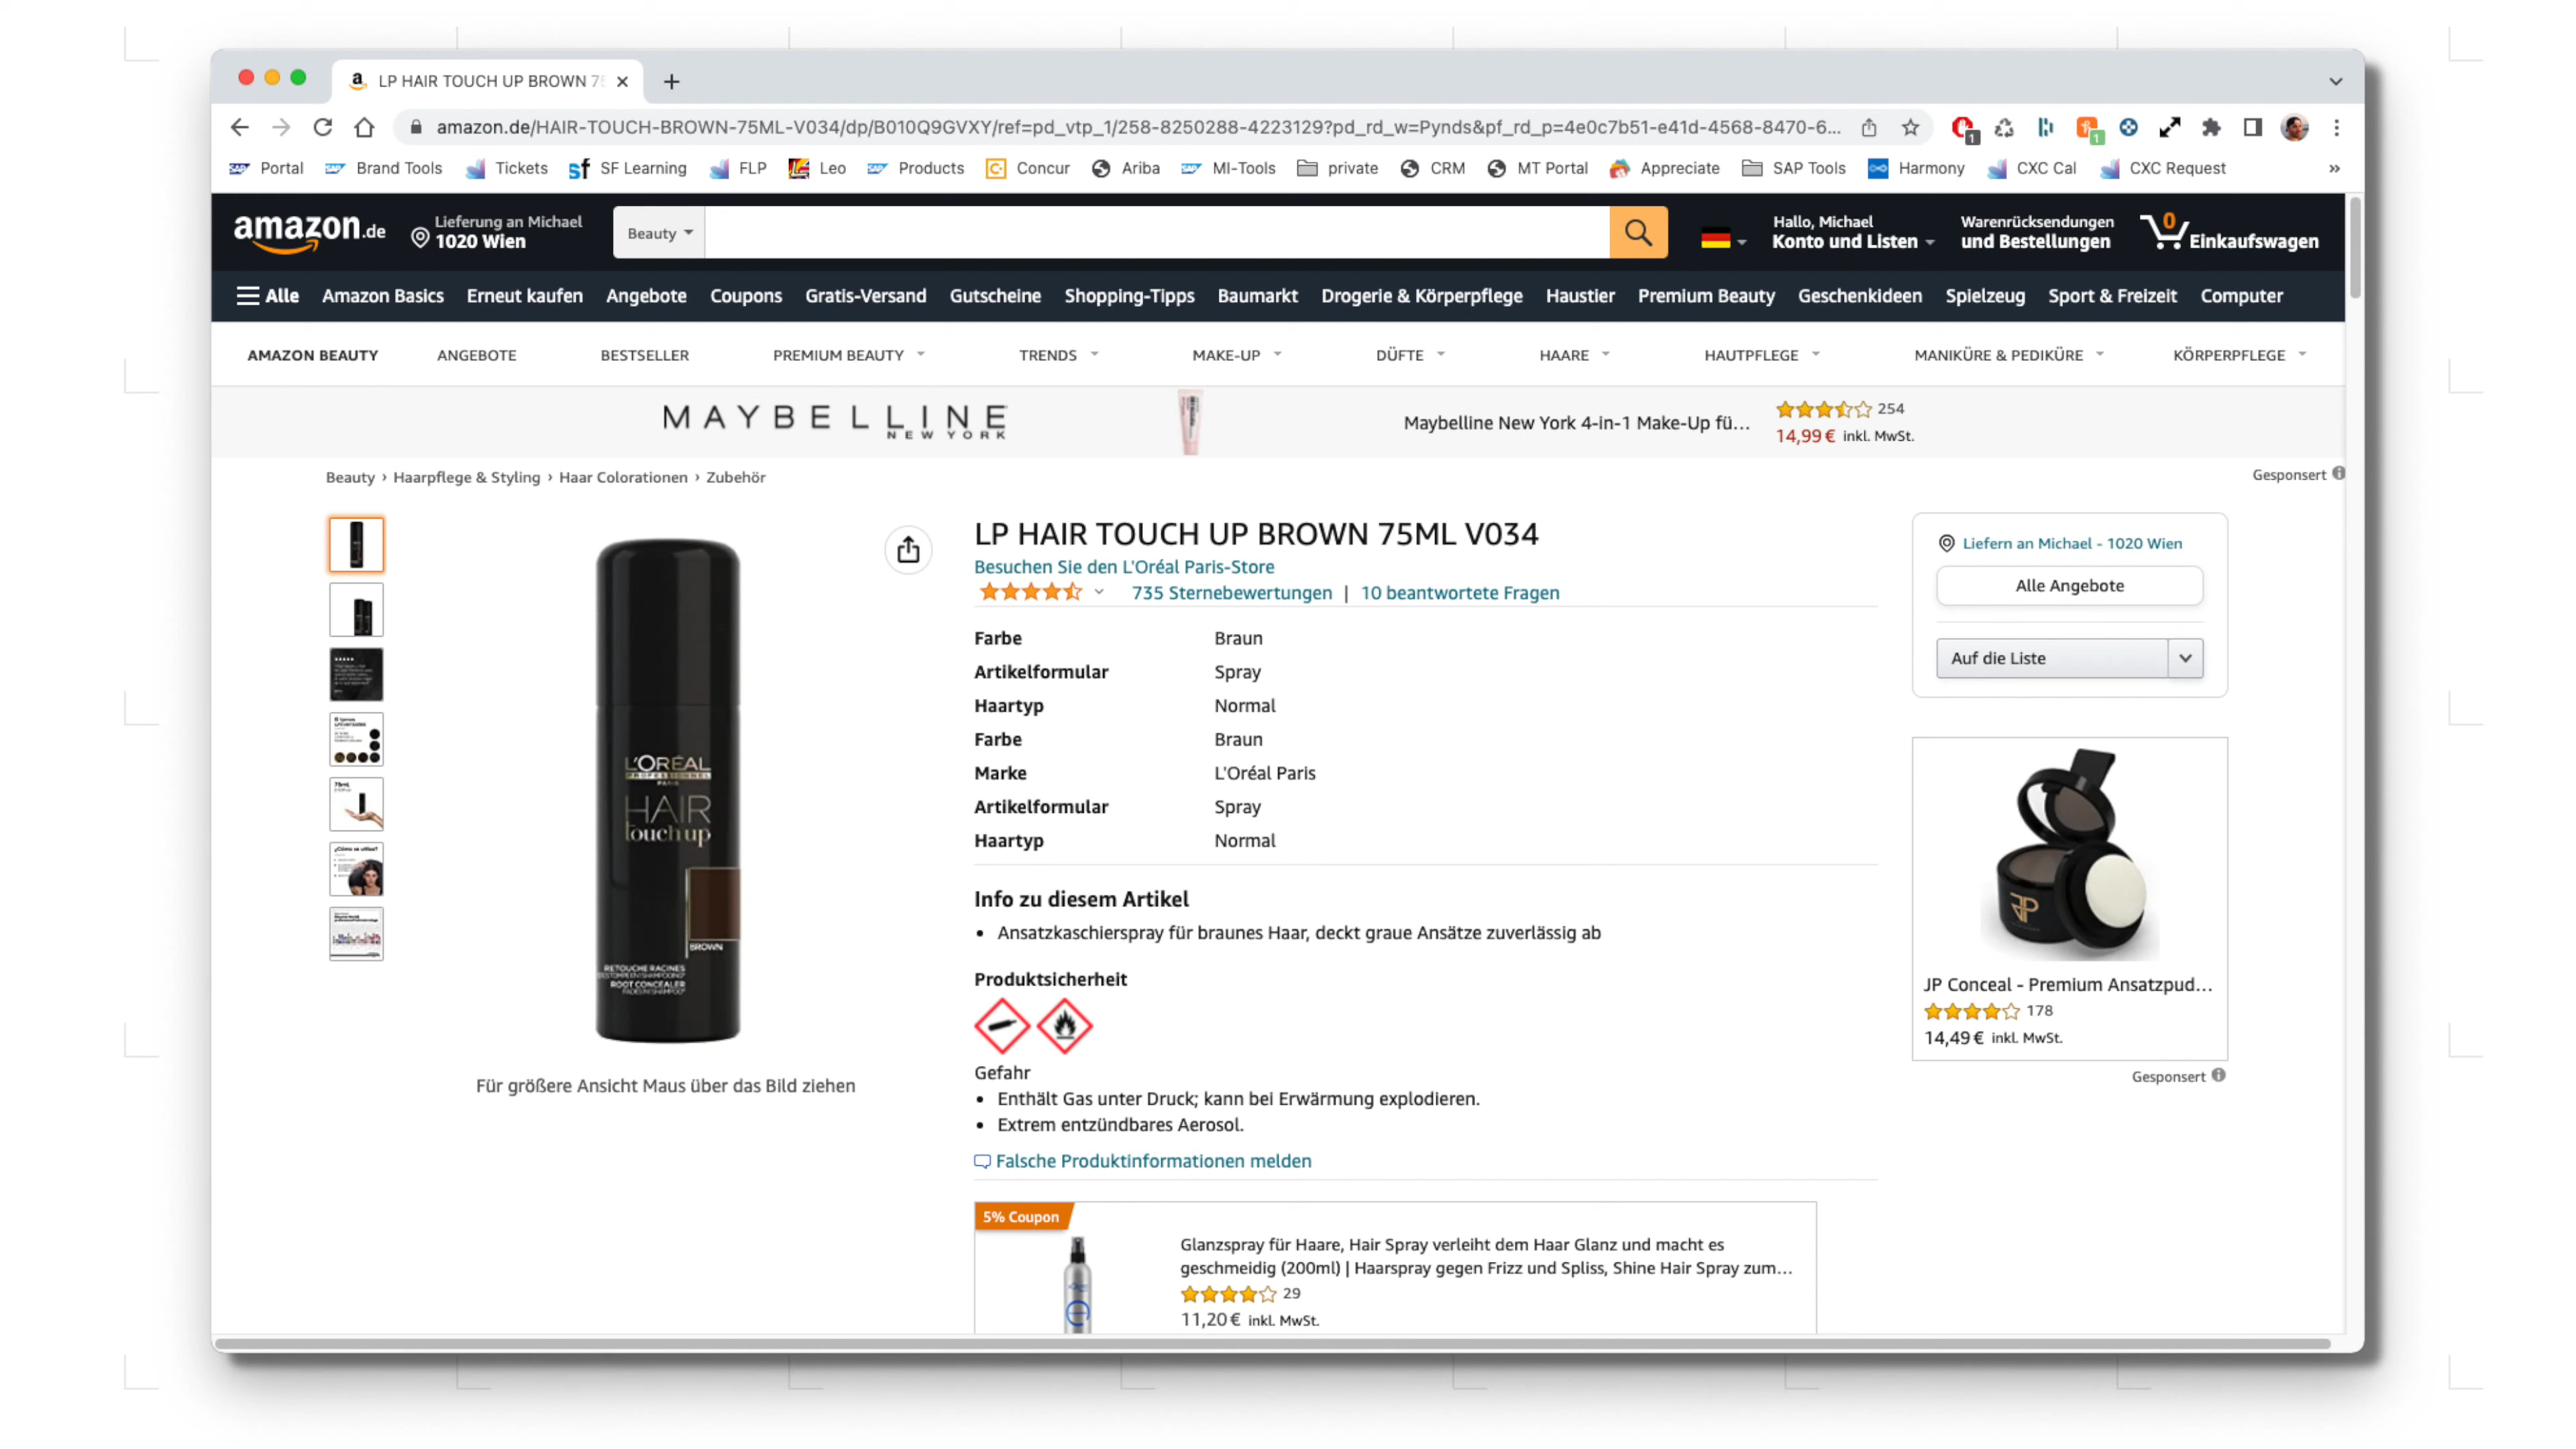 LP HAIR TOUCH UP BROWN 75
amazon.de/HAIR-TOUCH-BROWN-75ML-V034/dp/B010Q9GVXY/ref=pd_vtp_1/258-8250288-4223129?pd_rd_w=Pynds&pf_rd_p=4e0c7b51-e41d-4568-8470-6...
1
1
Portal Brand Tools Tickets SF Learning FLP Leo Products Concur Ariba MI-Tools private CRM MT Portal Appreciate SAP Tools Harmony CXC Cal CXC Request »
amazon.de
Lieferung an Michael
1020 Wien
Beauty
Hallo, Michael
Konto und Listen
Warenrücksendungen
und Bestellungen
0
Einkaufswagen
Alle Amazon Basics Erneut kaufen Angebote Coupons Gratis-Versand Gutscheine Shopping-Tipps Baumarkt Drogerie & Körperpflege Haustier Premium Beauty Geschenkideen Spielzeug Sport & Freizeit Computer
AMAZON BEAUTY ANGEBOTE BESTSELLER PREMIUM BEAUTY TRENDS MAKE-UP DÜFTE HAARE HAUTPFLEGE MANIKÜRE & PEDIKÜRE KÖRPERPFLEGE
MAYBELLINE
NEW YORK
Maybelline New York 4-in-1 Make-Up fü...
254
14,99 € inkl. MwSt.
Beauty › Haarpflege & Styling › Haar Colorationen › Zubehör
Gesponsert
L'ORÉAL
PROFESSIONNEL
PARIS
HAIR
touch up
BROWN
RETOUCHE RACINES
ROOT CONCEALER
Für größere Ansicht Maus über das Bild ziehen
LP HAIR TOUCH UP BROWN 75ML V034
Besuchen Sie den L'Oréal Paris-Store
735 Sternebewertungen | 10 beantwortete Fragen
Farbe Braun
Artikelformular Spray
Haartyp Normal
Farbe Braun
Marke L'Oréal Paris
Artikelformular Spray
Haartyp Normal
Info zu diesem Artikel
• Ansatzkaschierspray für braunes Haar, deckt graue Ansätze zuverlässig ab
Produktsicherheit
Gefahr
• Enthält Gas unter Druck; kann bei Erwärmung explodieren.
• Extrem entzündbares Aerosol.
Falsche Produktinformationen melden
5% Coupon
Glanzspray für Haare, Hair Spray verleiht dem Haar Glanz und macht es
geschmeidig (200ml) | Haarspray gegen Frizz und Spliss, Shine Hair Spray zum...
29
11,20 € inkl. MwSt.
Liefern an Michael - 1020 Wien
Alle Angebote
Auf die Liste
JP
JP Conceal - Premium Ansatzpud...
178
14,49 € inkl. MwSt.
Gesponsert